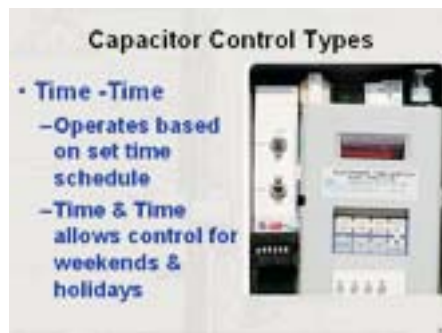 Capacitor Control Types
• Time -Time
–Operates based
on set time
schedule
–Time & Time
allows control for
weekends &
holidays